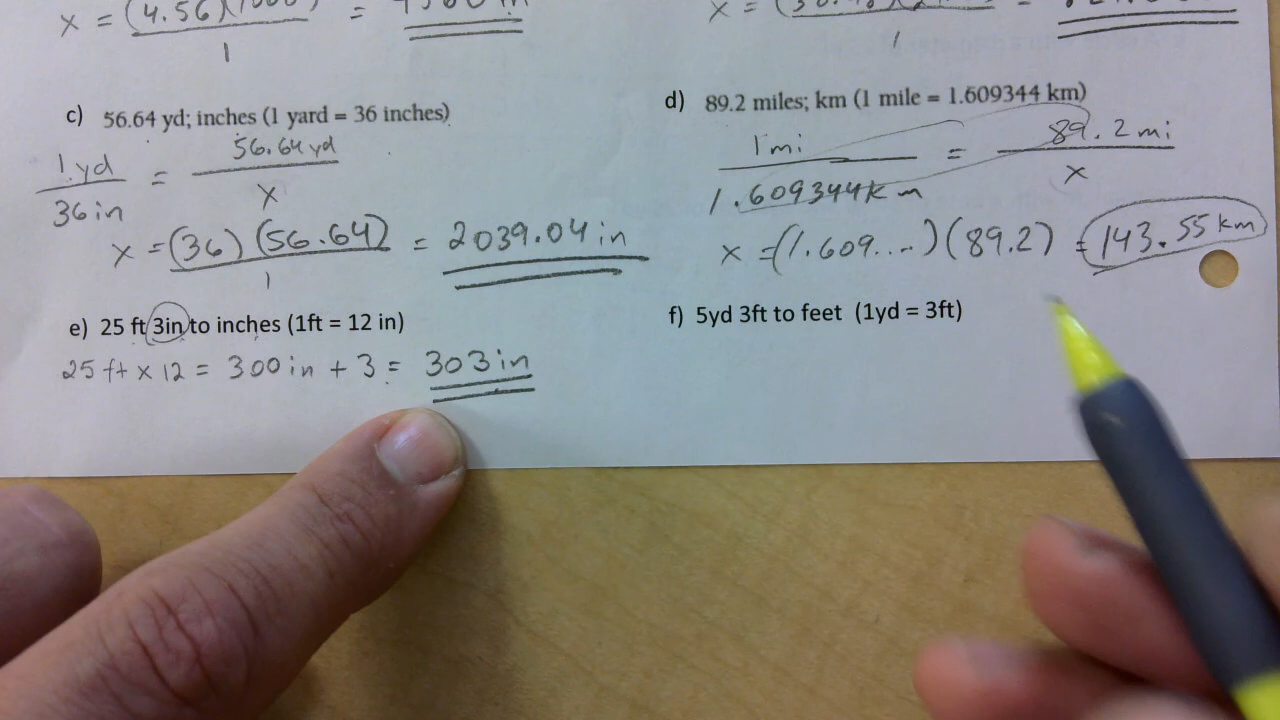 x = (4.56)(1000) =
1
x =
1
c) 56.64 yd; inches (1 yard = 36 inches)
1 yd / 36 in = 56.64 yd / x
x = (36)(56.64) / 1 = 2039.04 in
d) 89.2 miles; km (1 mile = 1.609344 km)
1 mi / 1.609344 km = 89.2 mi / x
x = (1.609...)(89.2) = 143.55 km
e) 25 ft 3in to inches (1ft = 12 in)
25 ft x 12 = 300 in + 3 = 303 in
f) 5yd 3ft to feet (1yd = 3ft)